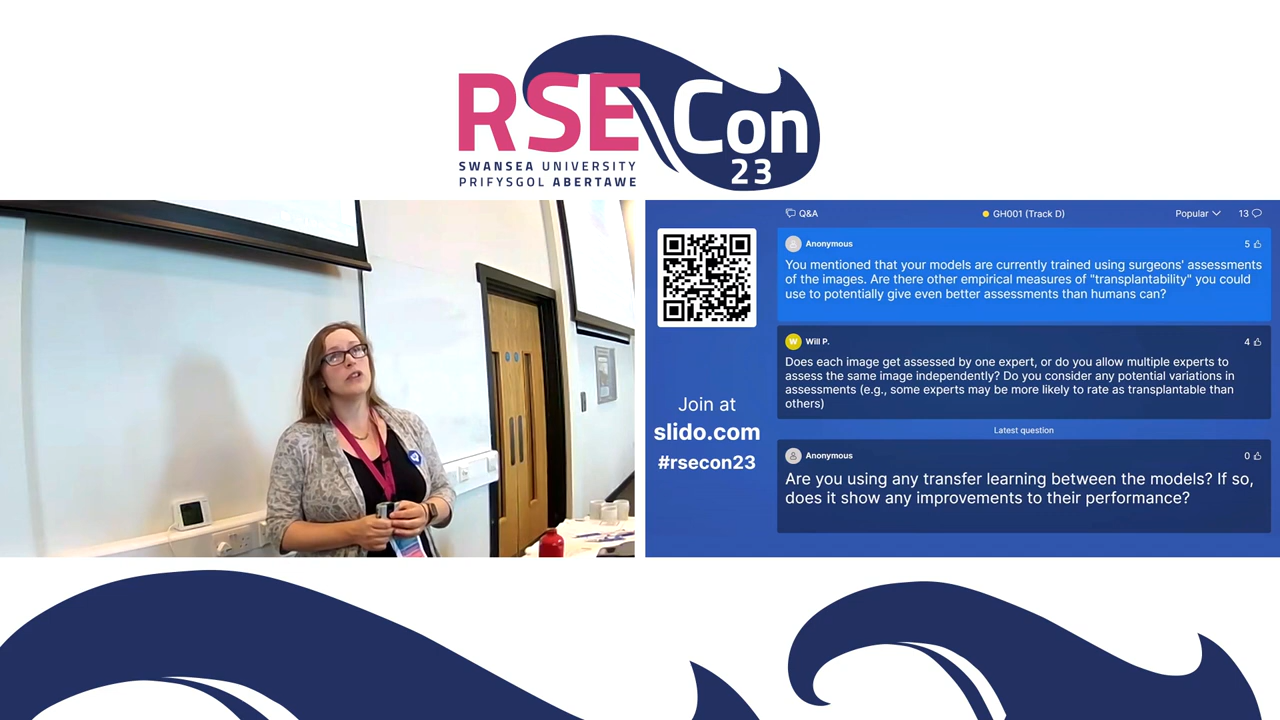 RSE Con
23
SWANSEA UNIVERSITY
PRIFYSGOL ABERTAWE
Join at
slido.com
#rsecon23
Q&A
GH001 (Track D)
Popular
13
Anonymous
5
You mentioned that your models are currently trained using surgeons' assessments
of the images. Are there other empirical measures of "transplantability" you could
use to potentially give even better assessments than humans can?
W
Will P.
4
Does each image get assessed by one expert, or do you allow multiple experts to
assess the same image independently? Do you consider any potential variations in
assessments (e.g., some experts may be more likely to rate as transplantable than
others)
Latest question
Anonymous
0
Are you using any transfer learning between the models? If so,
does it show any improvements to their performance?